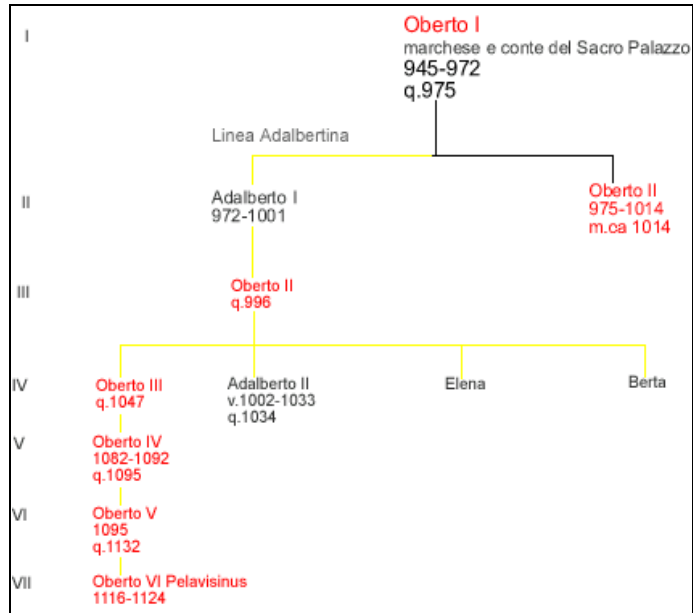 I
Oberto I
marchese e conte del Sacro Palazzo
945-972
q.975
Linea Adalbertina
II
Adalberto I
972-1001
Oberto II
975-1014
m.ca 1014
III
Oberto II
q.996
IV
Oberto III
q.1047
Adalberto II
v.1002-1033
q.1034
Elena
Berta
V
Oberto IV
1082-1092
q.1095
VI
Oberto V
1095
q.1132
VII
Oberto VI Pelavisinus
1116-1124